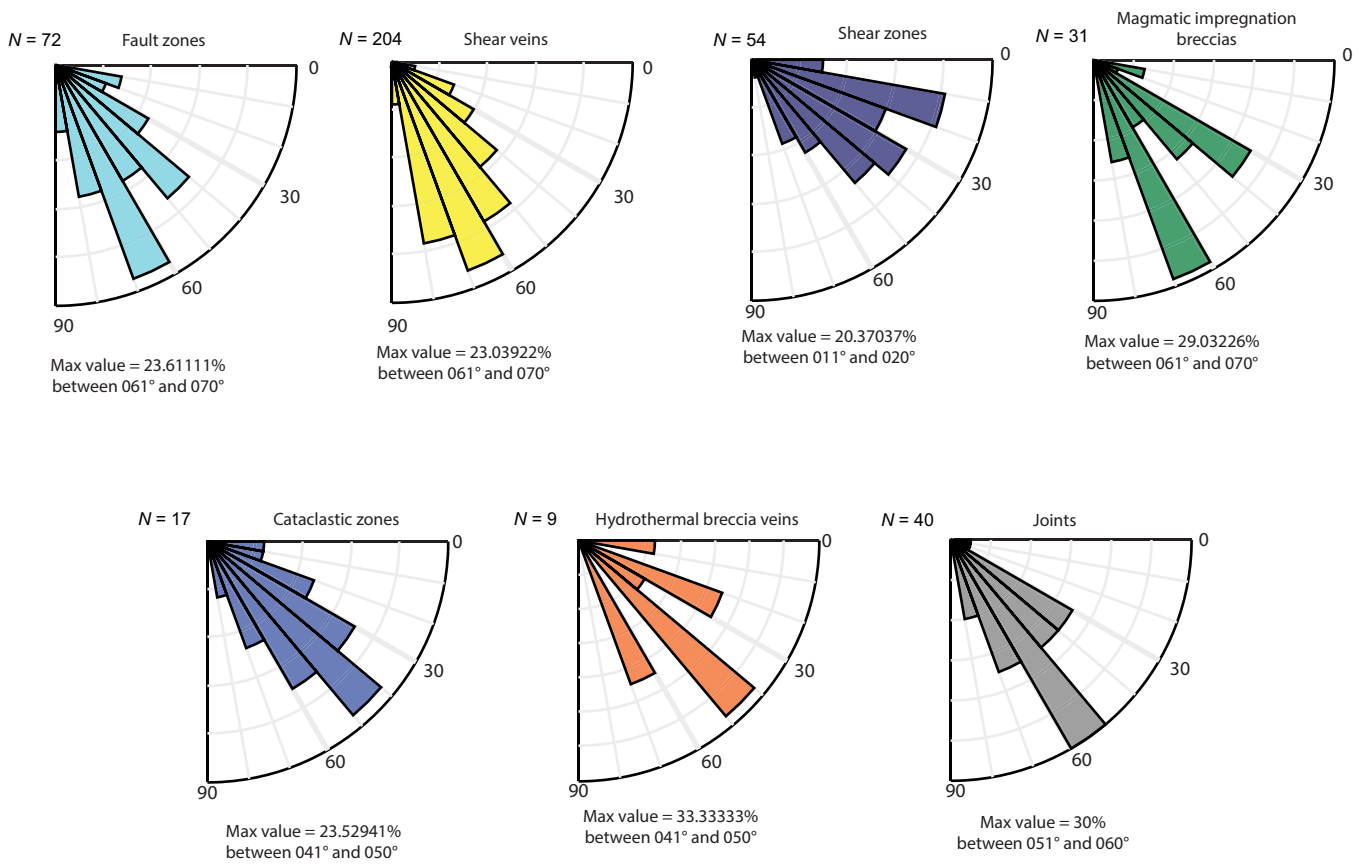 N = 72
Fault zones
0
30
60
90
Max value = 23.61111%
between 061° and 070°
N = 204
Shear veins
0
30
60
90
Max value = 23.03922%
between 061° and 070°
N = 54
Shear zones
0
30
60
90
Max value = 20.37037%
between 011° and 020°
N = 31
Magmatic impregnation
breccias
0
30
60
90
Max value = 29.03226%
between 061° and 070°
N = 17
Cataclastic zones
0
30
60
90
Max value = 23.52941%
between 041° and 050°
N = 9
Hydrothermal breccia veins
0
30
60
90
Max value = 33.33333%
between 041° and 050°
N = 40
Joints
0
30
60
90
Max value = 30%
between 051° and 060°